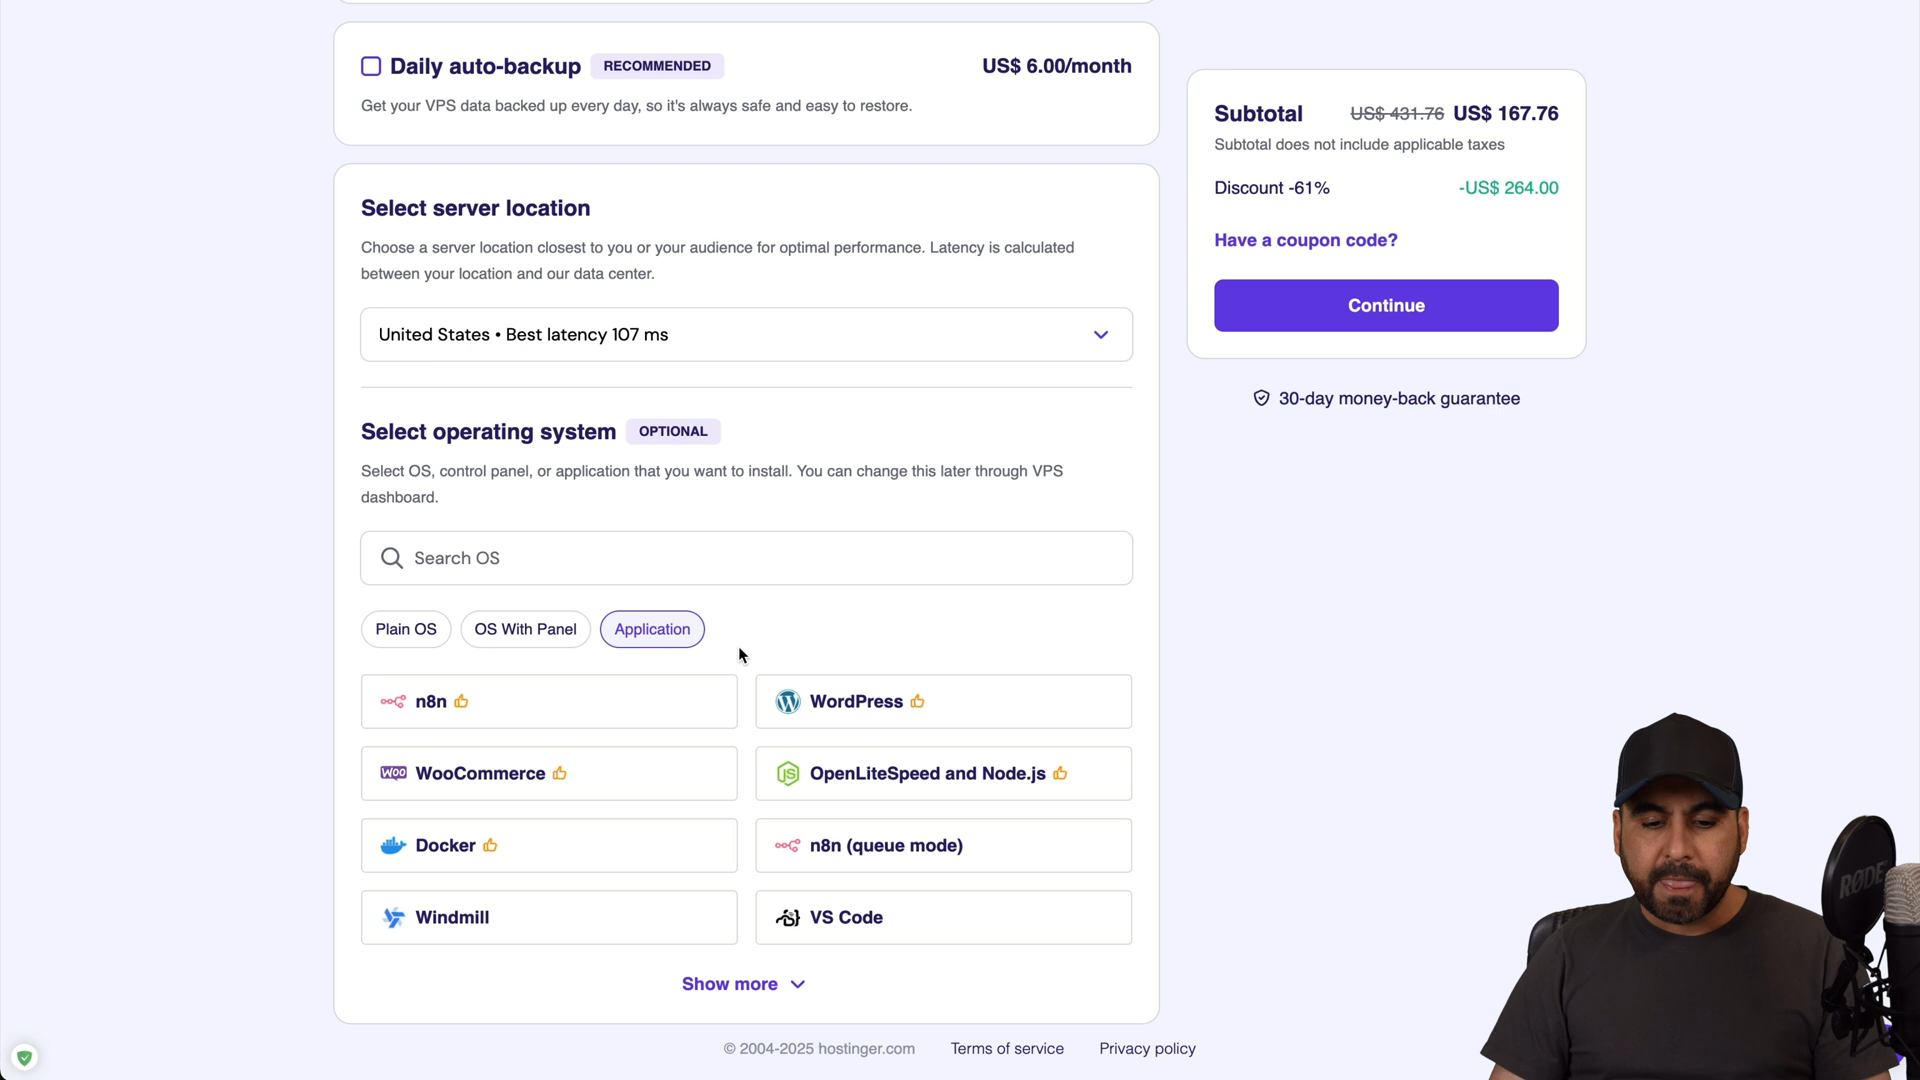 Daily auto-backup RECOMMENDED US$ 6.00/month
Get your VPS data backed up every day, so it's always safe and easy to restore.
Select server location
Choose a server location closest to you or your audience for optimal performance. Latency is calculated
between your location and our data center.
United States • Best latency 107 ms
Select operating system OPTIONAL
Select OS, control panel, or application that you want to install. You can change this later through VPS
dashboard.
Search OS
Plain OS OS With Panel Application
n8n WordPress
WOO WooCommerce JS OpenLiteSpeed and Node.js
Docker n8n (queue mode)
Windmill VS Code
Show more
Subtotal US$ 431.76 US$ 167.76
Subtotal does not include applicable taxes
Discount -61% -US$ 264.00
Have a coupon code?
Continue
30-day money-back guarantee
RØDE
© 2004-2025 hostinger.com Terms of service Privacy policy